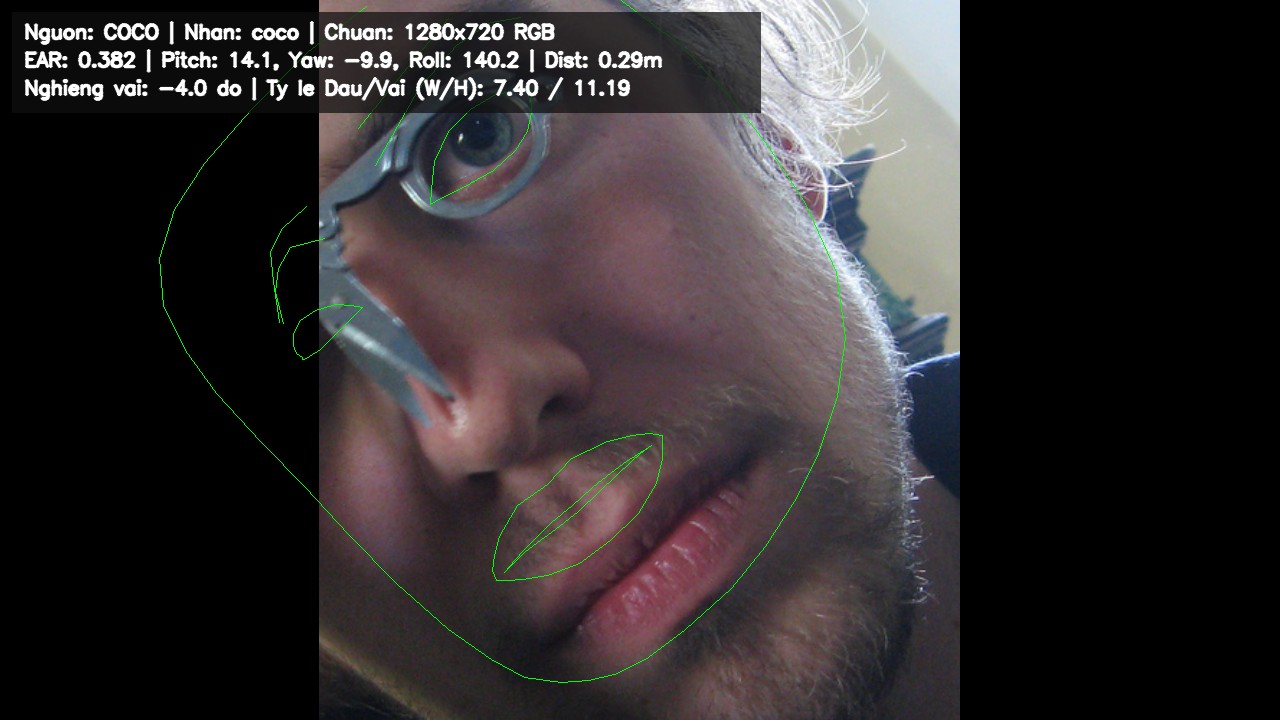 Nguon: COCO | Nhan: coco | Chuan: 1280x720 RGB
EAR: 0.382 | Pitch: 14.1, Yaw: -9.9, Roll: 140.2 | Dist: 0.29m
Nghieng vai: -4.0 do | Ty le Dau/Vai (W/H): 7.40 / 11.19